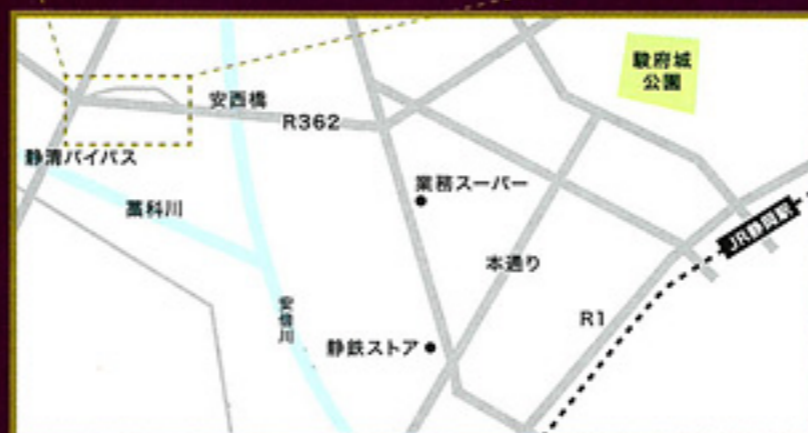 駿府城
公園
安西橋
R362
静清バイパス
業務スーパー
藁科川
JR静岡駅
本通り
安倍川
R1
静鉄ストア